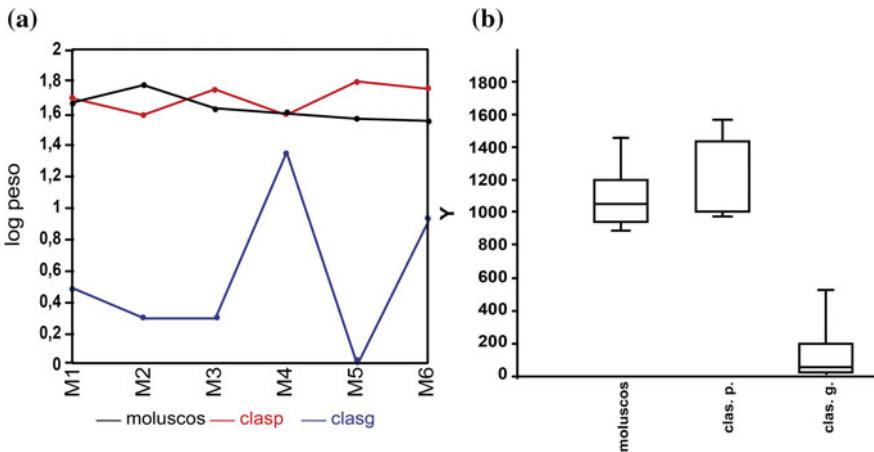 (a)
2
1,8
1,6
1,4
1,2
1
0,8
0,6
0,4
0,2
0
log peso
M1 M2 M3 M4 M5 M6
moluscos clasp clasg
(b)
1800
1600
1400
1200
1000
800
600
400
200
0
Y
moluscos
clas. p.
clas. g.